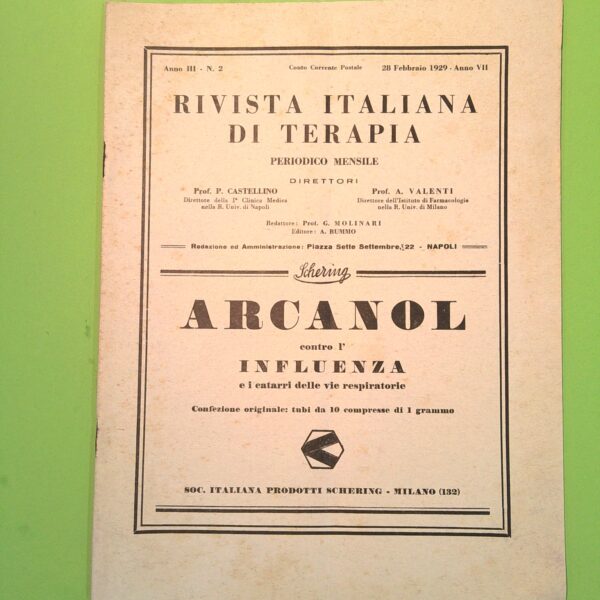 Anno III - N. 2 Conto Corrente Postale 28 Febbraio 1929 - Anno VII
RIVISTA ITALIANA
DI TERAPIA
PERIODICO MENSILE
DIRETTORI
Prof. P. CASTELLINO Prof. A. VALENTI
Direttore della Iª Clinica Medica Direttore dell'Istituto di Farmacologia
nella R. Univ. di Napoli nella R. Univ. di Milano
Redattore: Prof. G. MOLINARI
Editore: A. RUMMO
Redazione ed Amministrazione: Piazza Sette Settembre, 22 - NAPOLI
Schering
ARCANOL
contro l'
INFLUENZA
e i catarri delle vie respiratorie
Confezione originale: tubi da 10 compresse di 1 grammo
SOC. ITALIANA PRODOTTI SCHERING - MILANO (132)